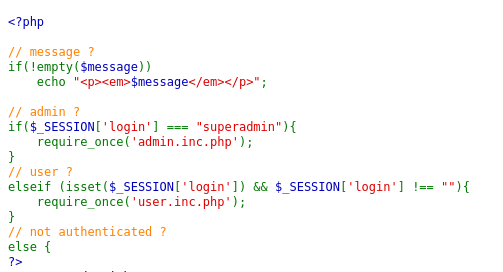 <?php
// message ?
if(!empty($message))
echo "<p><em>$message</em></p>";
// admin ?
if($_SESSION['login'] === "superadmin"){
require_once('admin.inc.php');
}
// user ?
elseif (isset($_SESSION['login']) && $_SESSION['login'] !== ""){
require_once('user.inc.php');
}
// not authenticated ?
else {
?>